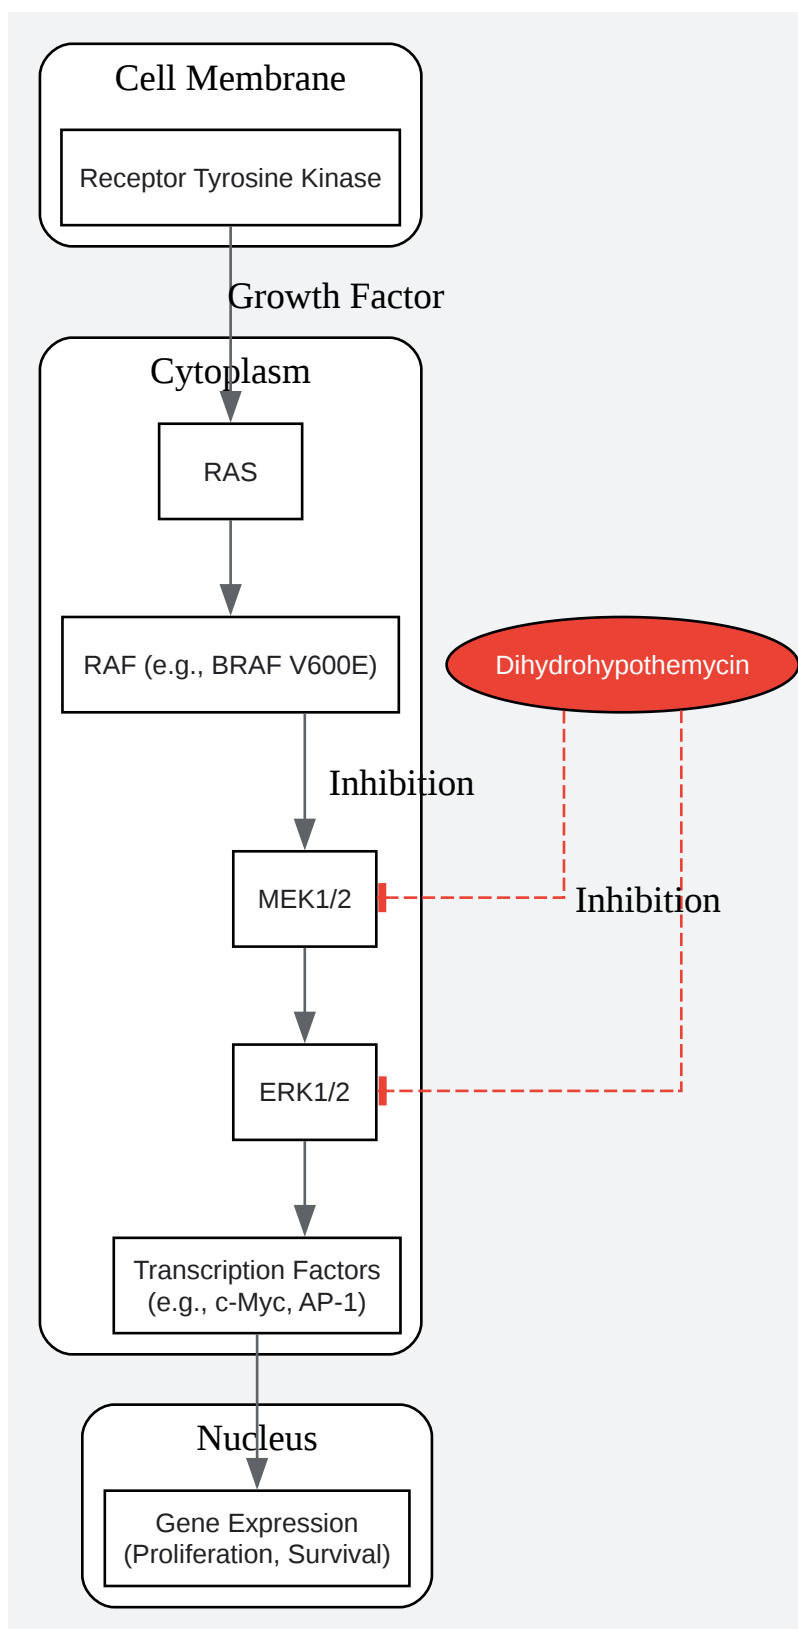 Cell Membrane
Receptor Tyrosine Kinase
Growth Factor
Cytoplasm
RAS
RAF (e.g., BRAF V600E)
Dihydrohypothemycin
Inhibition
MEK1/2
Inhibition
ERK1/2
Transcription Factors
(e.g., c-Myc, AP-1)
Nucleus
Gene Expression
(Proliferation, Survival)